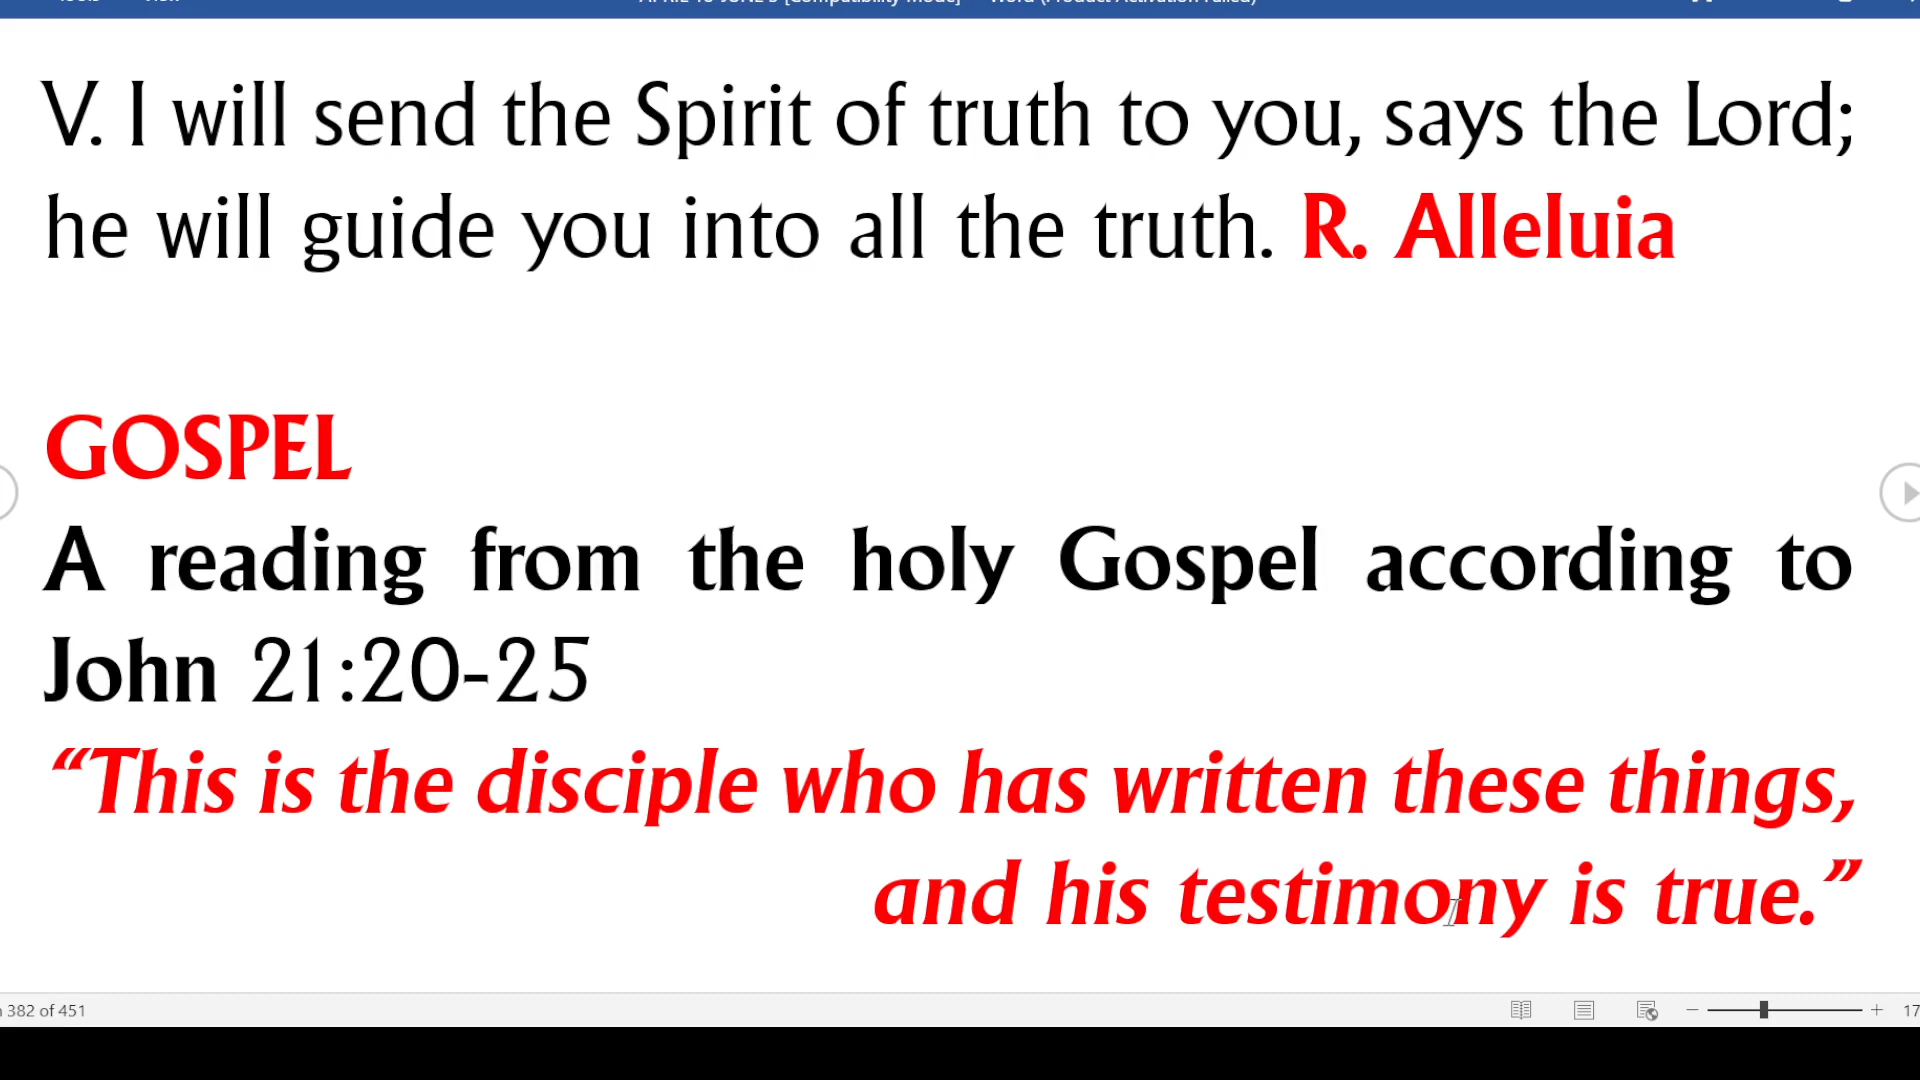 V. I will send the Spirit of truth to you, says the Lord;
he will guide you into all the truth. R. Alleluia
GOSPEL
A reading from the holy Gospel according to
John 21:20-25
“This is the disciple who has written these things,
and his testimony is true.”
382 of 451
17